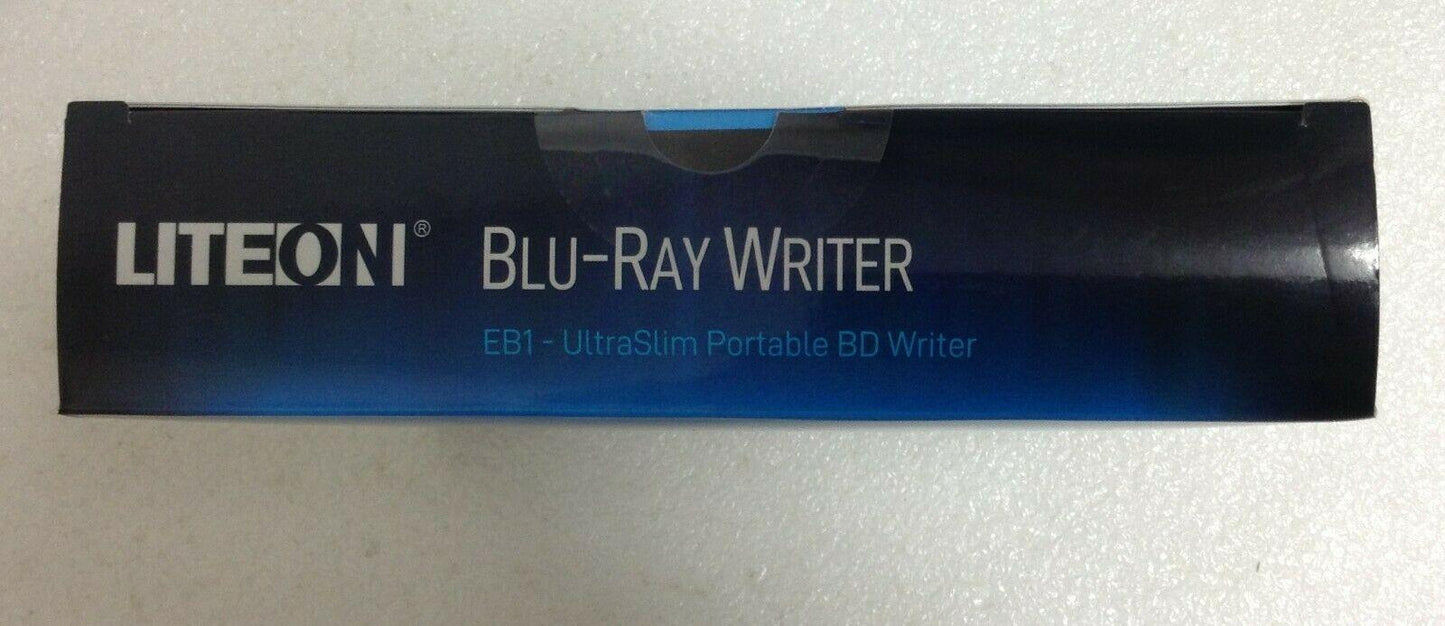 LITEON® BLU-RAY WRITER
EB1 - UltraSlim Portable BD Writer